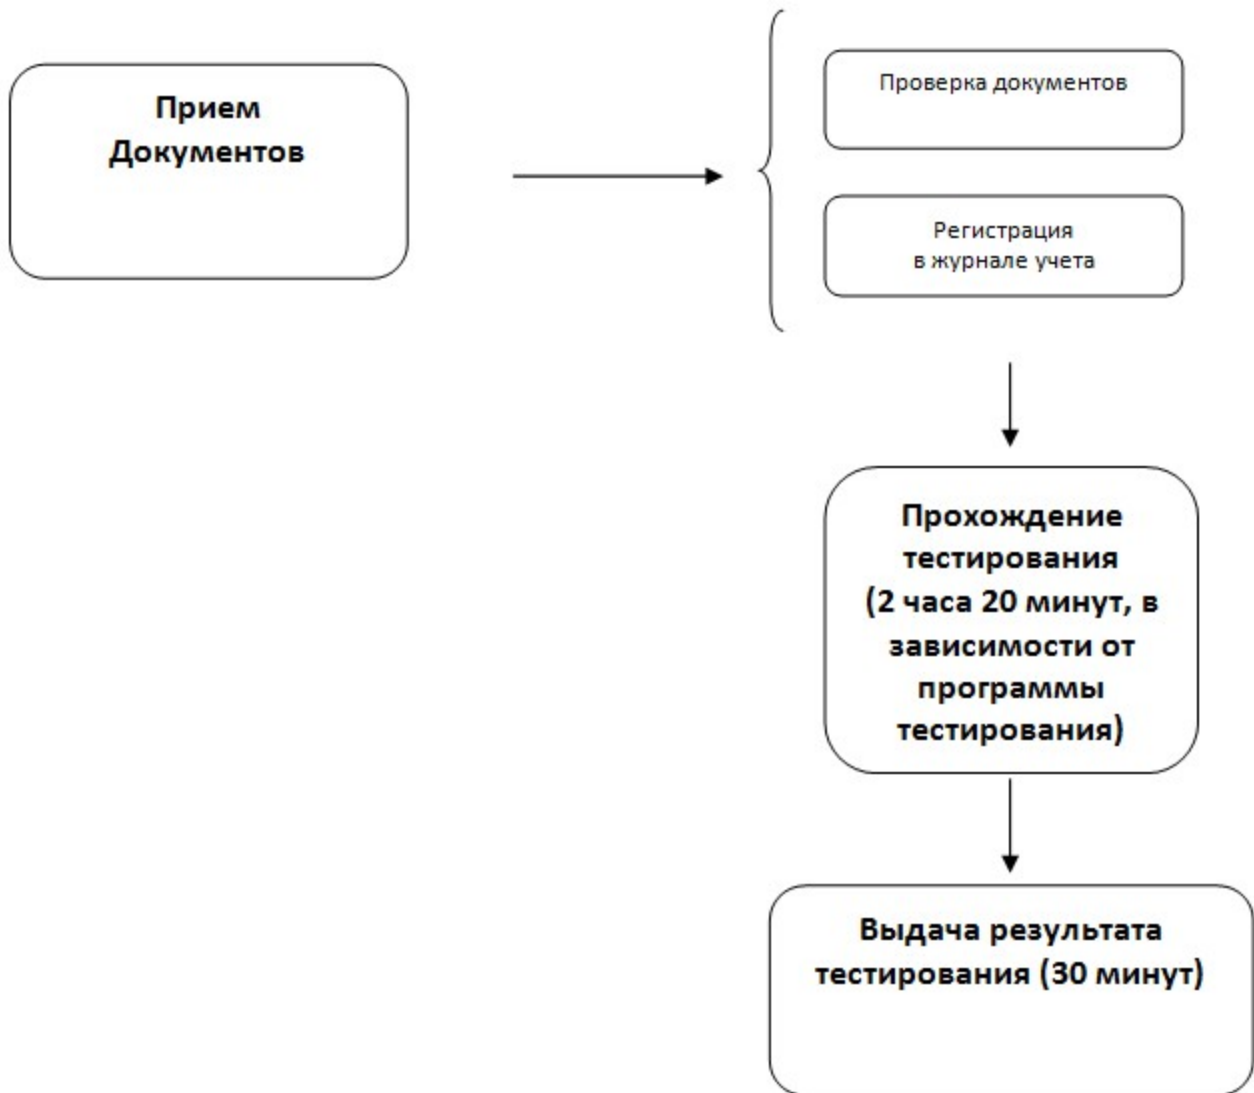 Прием
Документов
Проверка документов
Регистрация
в журнале учета
Прохождение
тестирования
(2 часа 20 минут, в
зависимости от
программы
тестирования)
Выдача результата
тестирования (30 минут)